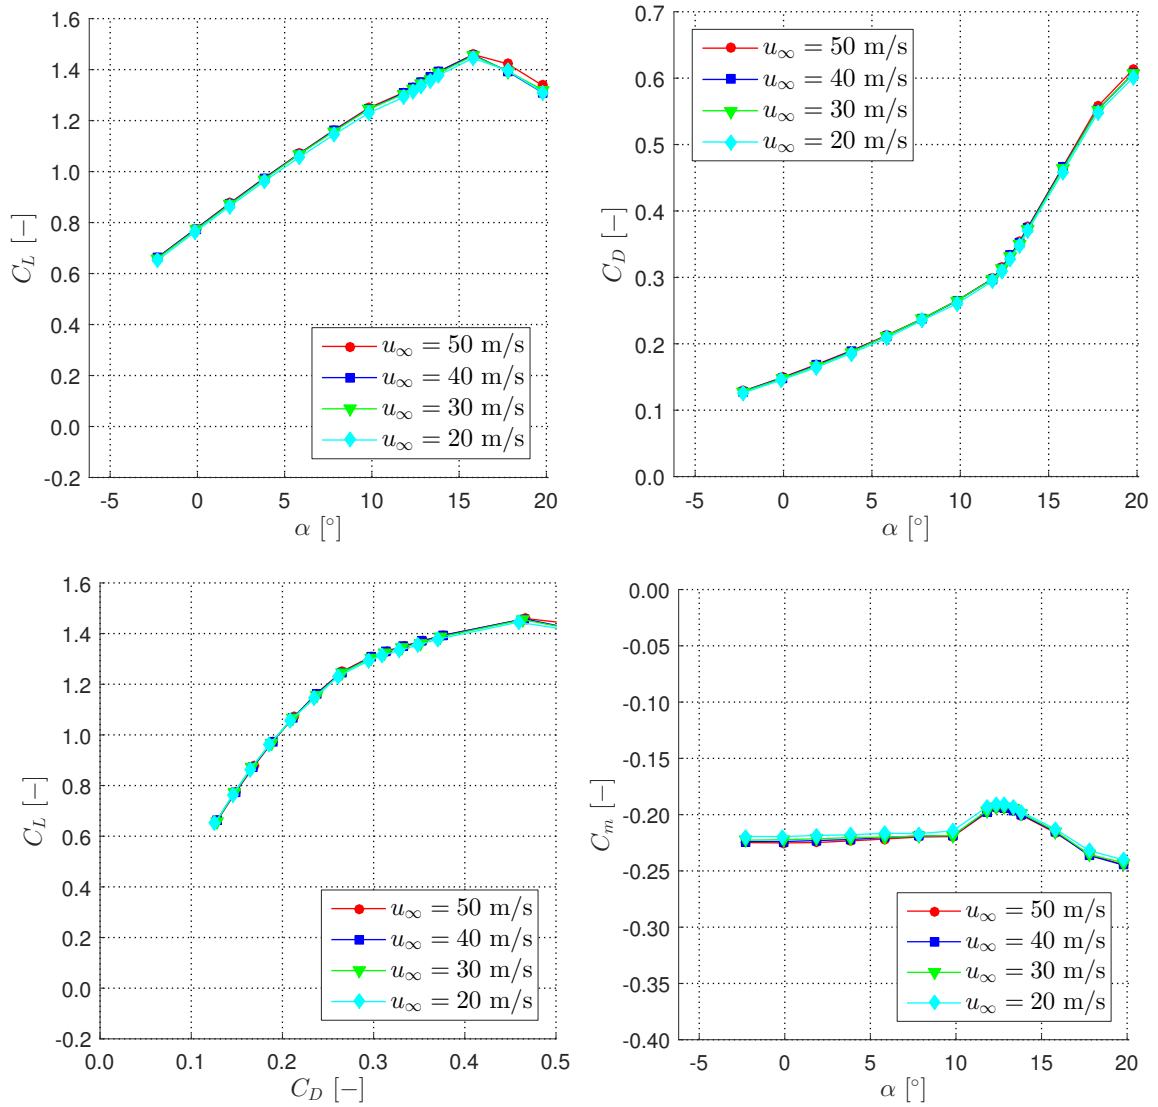 1.6
1.4
1.2
1.0
0.8
0.6
0.4
0.2
0.0
-0.2
C_L [−]
-5
0
5
10
15
20
α [°]
u∞ = 50 m/s
u∞ = 40 m/s
u∞ = 30 m/s
u∞ = 20 m/s
0.7
0.6
0.5
0.4
0.3
0.2
0.1
0.0
C_D [−]
-5
0
5
10
15
20
α [°]
u∞ = 50 m/s
u∞ = 40 m/s
u∞ = 30 m/s
u∞ = 20 m/s
1.6
1.4
1.2
1.0
0.8
0.6
0.4
0.2
0.0
-0.2
C_L [−]
0.0
0.1
0.2
0.3
0.4
0.5
C_D [−]
u∞ = 50 m/s
u∞ = 40 m/s
u∞ = 30 m/s
u∞ = 20 m/s
0.00
-0.05
-0.10
-0.15
-0.20
-0.25
-0.30
-0.35
-0.40
C_m [−]
-5
0
5
10
15
20
α [°]
u∞ = 50 m/s
u∞ = 40 m/s
u∞ = 30 m/s
u∞ = 20 m/s